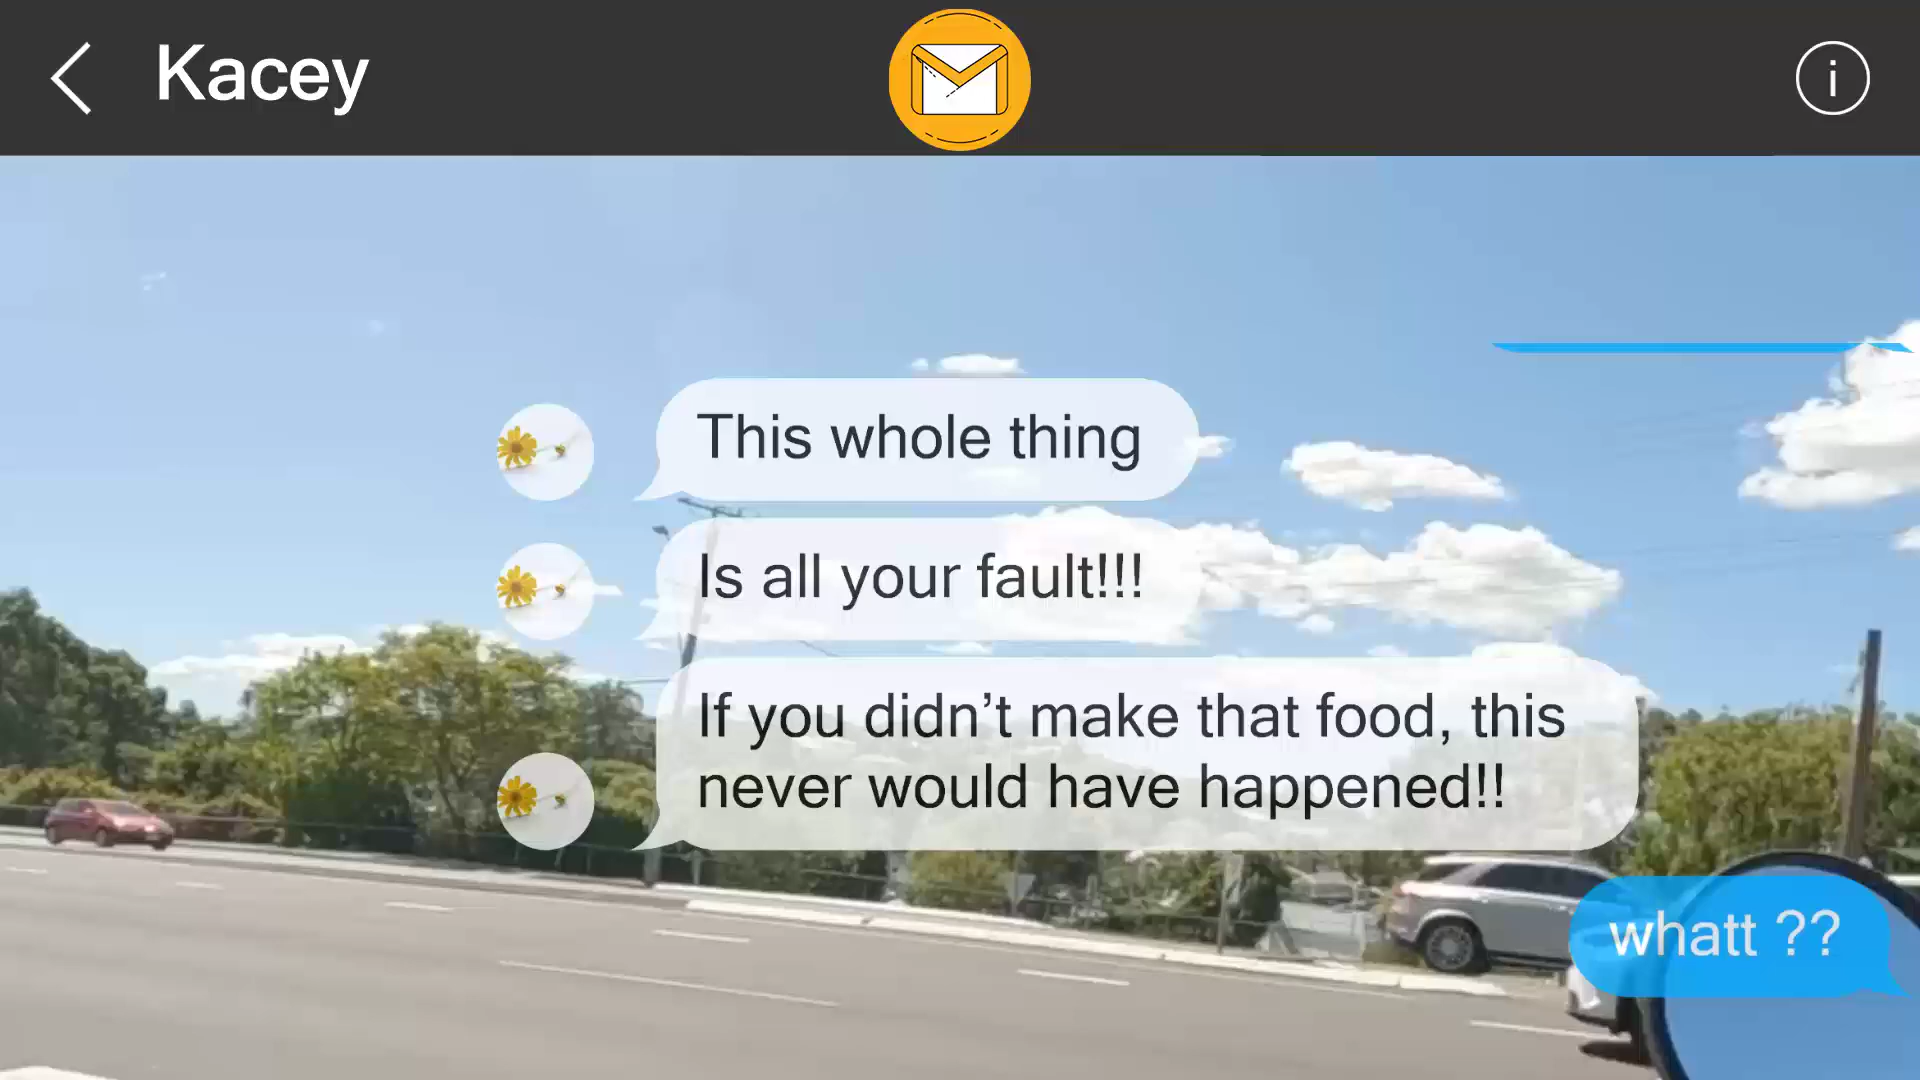 Kacey
i
This whole thing
Is all your fault!!!
If you didn’t make that food, this
never would have happened!!
whatt ??